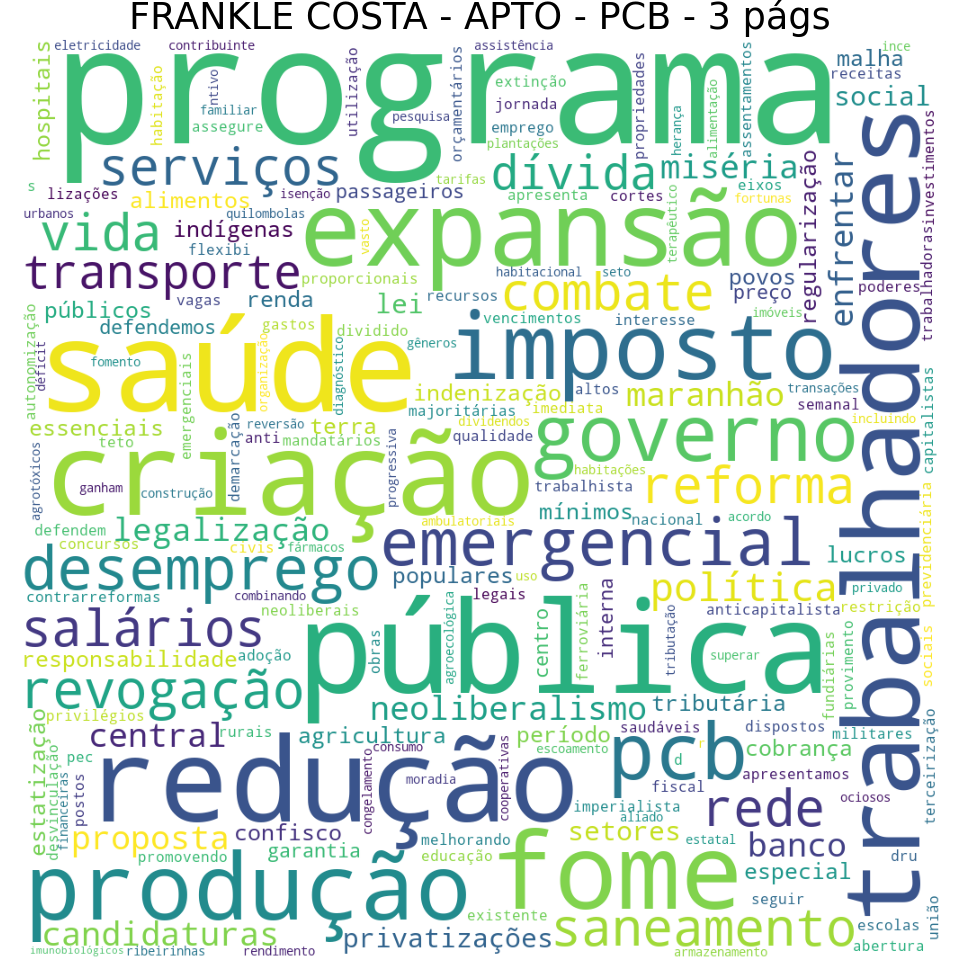 FRANKLE COSTA - APTO - PCB - 3 págs
eletricidade contribuinte assistência ince
programa
malha
receitas
social
hospitais
habitação
ntivo
familiar
assegure
utilização
pesquisa
orçamentários
extinção
jornada
emprego
plantações
propriedades
herança
alimentação
assentamentos
serviços
dívida
miséria
s
lizações
alimentos
isenção
passageiros
tarifas
apresenta
cortes
eixos
fortunas
regularização
enfrentar
trabalhadores
trabalhadorasinvestimentos
urbanos
quilombolas
vida
indígenas
flexibi
vasto
expansão
terapêutico
transporte
proporcionais
habitacional
seto
povos
preço
poderes
vagas
renda
lei
recursos
combate
imóveis
públicos
defendemos
gastos
dividido
vencimentos
interesse
autonomização
déficit
saúde
fomento
organização
diagnóstico
gêneros
imposto
emergenciais
indenização
altos
maranhão
transações
semanal
majoritárias
imediata
incluindo
capitalistas
essenciais
teto
demarcação
reversão
anti
mandatários
terra
dividendos
qualidade
governo
agrotóxicos
criação
ganham
construção
progressiva
habitações
trabalhista
reforma
mínimos
nacional
acordo
defendem
legalização
ambulatoriais
concursos
civis
fármacos
emergencial
lucros
previdenciária
desemprego
populares
uso
política
privado
contrarreformas
combinando
neoliberais
legais
interna
anticapitalista
restrição
salários
pública
agroecológica
centro
ferroviária
tributação
superar
obras
responsabilidade
adoção
fundiárias
provimento
sociais
revogação
neoliberalismo
tributária
privilégios
central
rurais
agricultura
consumo
período
saudáveis
dispostos
militares
estatização
desvinculação
pec
redução
congelamento
moradia
cooperativas
escoamento
pcb
d
cobrança
apresentamos
terceirização
financeiras
postos
fiscal
rede
ociosos
proposta
confisco
imperialista
aliado
setores
estatal
banco
dru
promovendo
garantia
melhorando
educação
fome
especial
produção
seguir
união
existente
candidaturas
privatizações
saneamento
escolas
abertura
imunobiológicos
ribeirinhas
rendimento
armazenamento